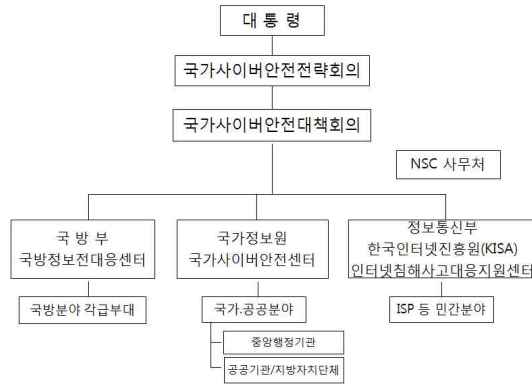 대 통 령
국가사이버안전전략회의
국가사이버안전대책회의
NSC 사무처
국 방 부
국방정보전대응센터
국가정보원
국가사이버안전센터
정보통신부
한국인터넷진흥원(KISA)
인터넷침해사고대응지원센터
국방분야 각급부대
국가.공공분야
ISP 등 민간분야
중앙행정기관
공공기관/지방자치단체